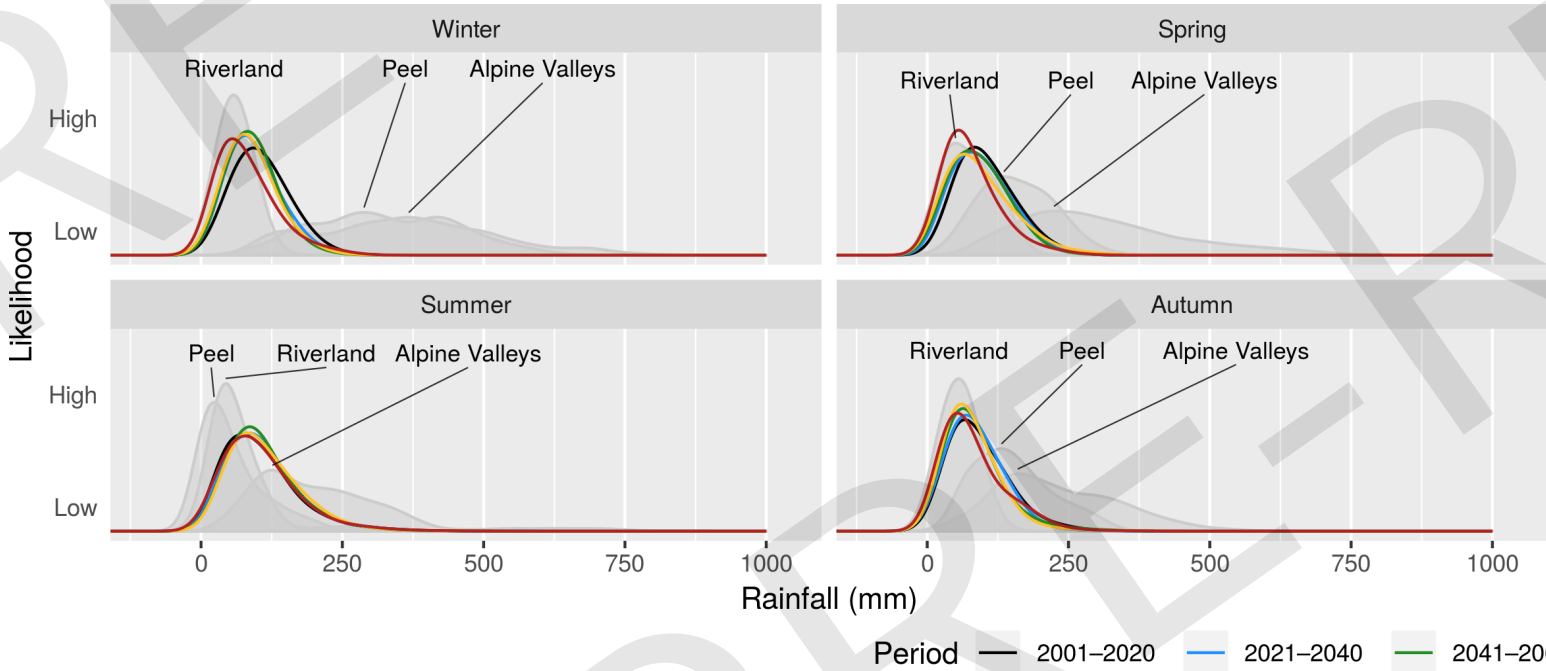 Winter
Spring
Riverland Peel Alpine Valleys
Riverland Peel Alpine Valleys
High
Low
Summer
Autumn
Peel Riverland Alpine Valleys
Riverland Peel Alpine Valleys
High
Low
Likelihood
0 250 500 750 1000
0 250 500 750 1000
Rainfall (mm)
Period 2001–2020 2021–2040